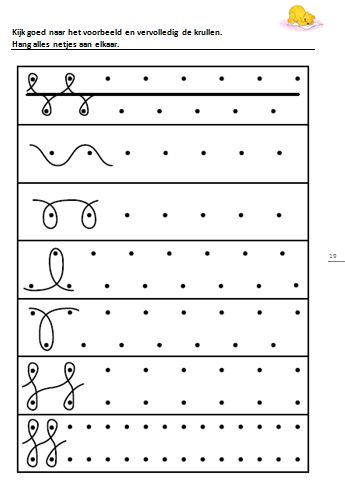 Kijk goed naar het voorbeeld en vervolledig de krullen.
Hang alles netjes aan elkaar.
19